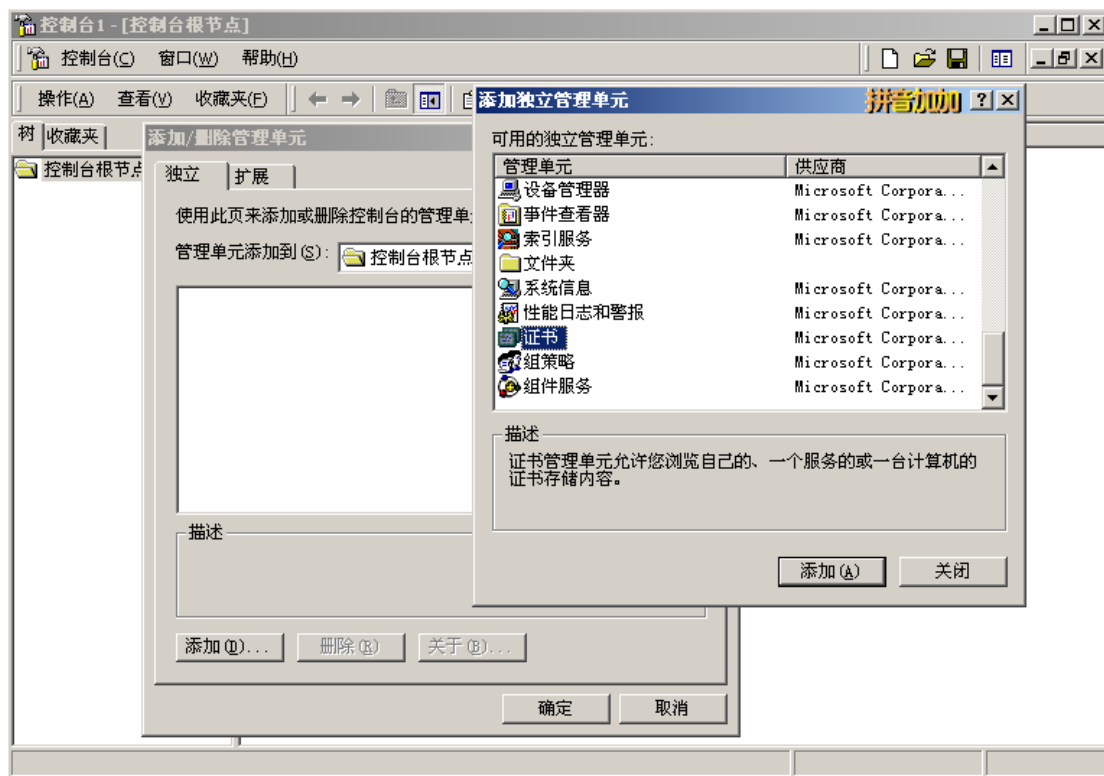 控制台1 - [控制台根节点]
控制台(C) 窗口(W) 帮助(H)
操作(A) 查看(V) 收藏夹(F)
树 收藏夹
控制台根节点
添加/删除管理单元
独立 扩展
使用此页来添加或删除控制台的管理单
管理单元添加到(S): 控制台根节点
描述
添加(D)... 删除(R) 关于(B)...
确定 取消
添加独立管理单元 拼音加加
可用的独立管理单元:
管理单元 供应商
设备管理器 Microsoft Corpora...
事件查看器 Microsoft Corpora...
索引服务 Microsoft Corpora...
文件夹
系统信息 Microsoft Corpora...
性能日志和警报 Microsoft Corpora...
证书 Microsoft Corpora...
组策略 Microsoft Corpora...
组件服务 Microsoft Corpora...
描述
证书管理单元允许您浏览自己的、一个服务的或一台计算机的
证书存储内容。
添加(A) 关闭